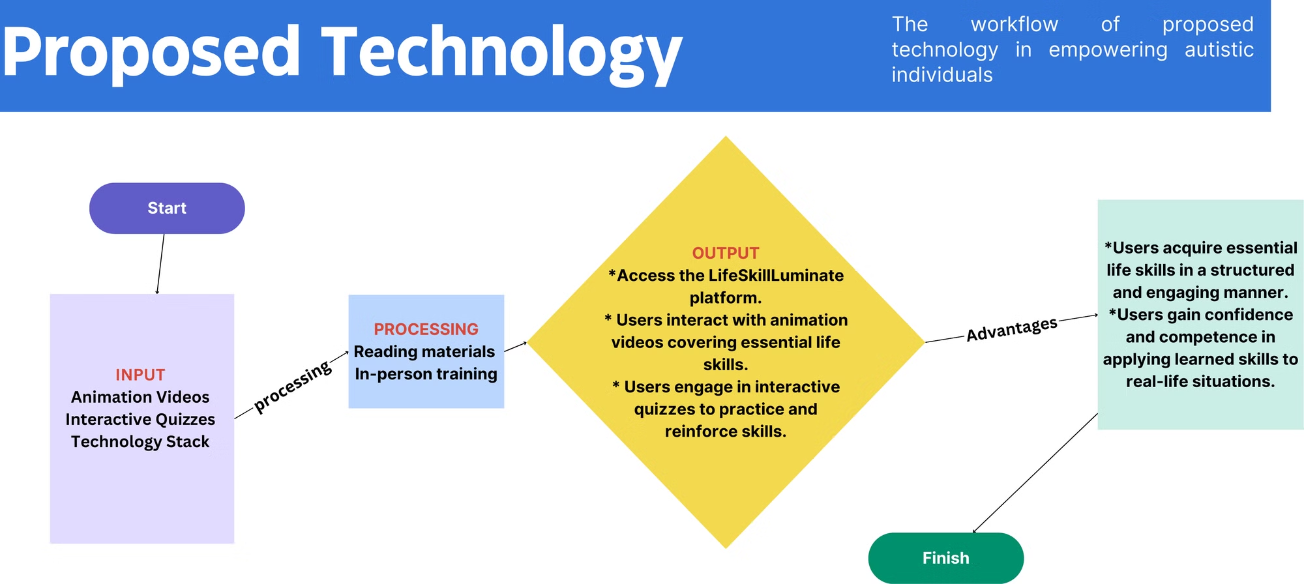 Proposed Technology
The workflow of proposed
technology in empowering autistic
individuals
Start
INPUT
Animation Videos
Interactive Quizzes
Technology Stack
processing
PROCESSING
Reading materials
In-person training
OUTPUT
*Access the LifeSkillLuminate
platform.
* Users interact with animation
videos covering essential life
skills.
* Users engage in interactive
quizzes to practice and
reinforce skills.
Advantages
*Users acquire essential
life skills in a structured
and engaging manner.
*Users gain confidence
and competence in
applying learned skills to
real-life situations.
Finish